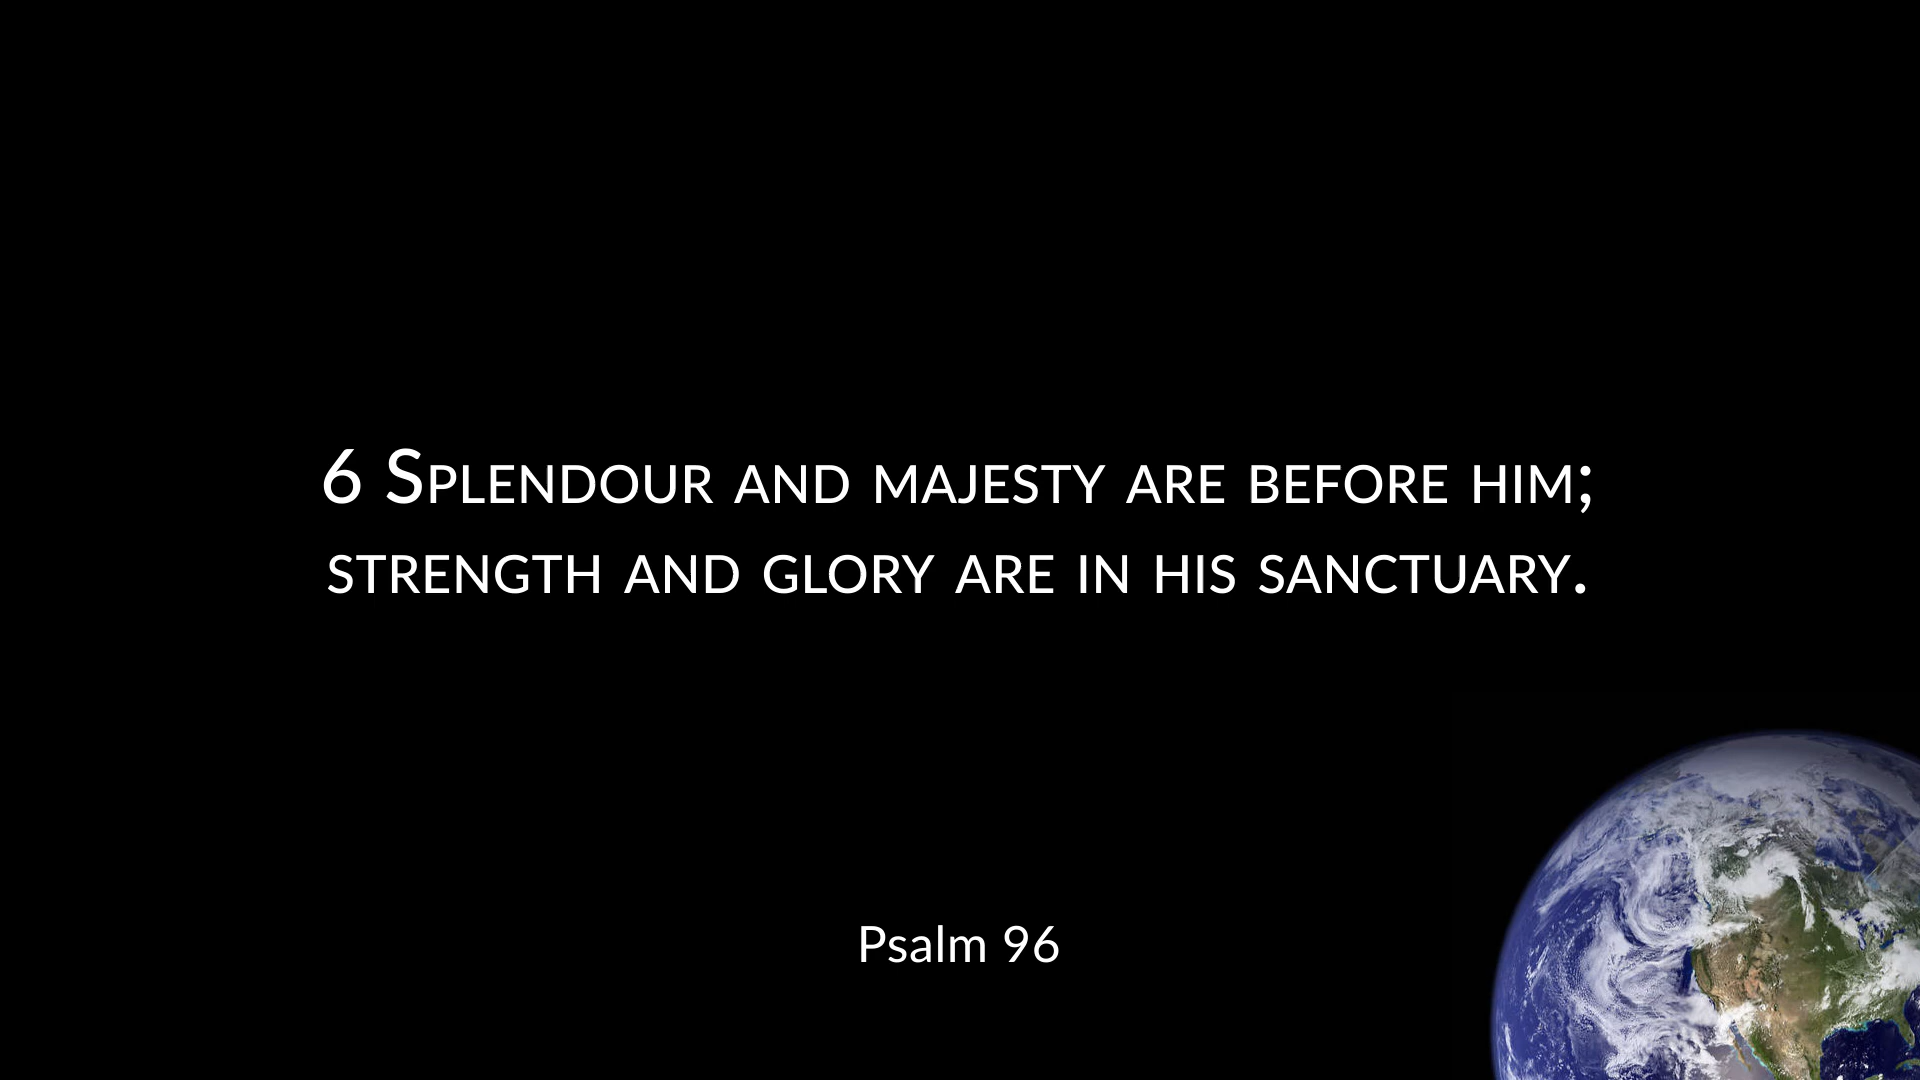 6 Splendour and majesty are before him;
strength and glory are in his sanctuary.
Psalm 96